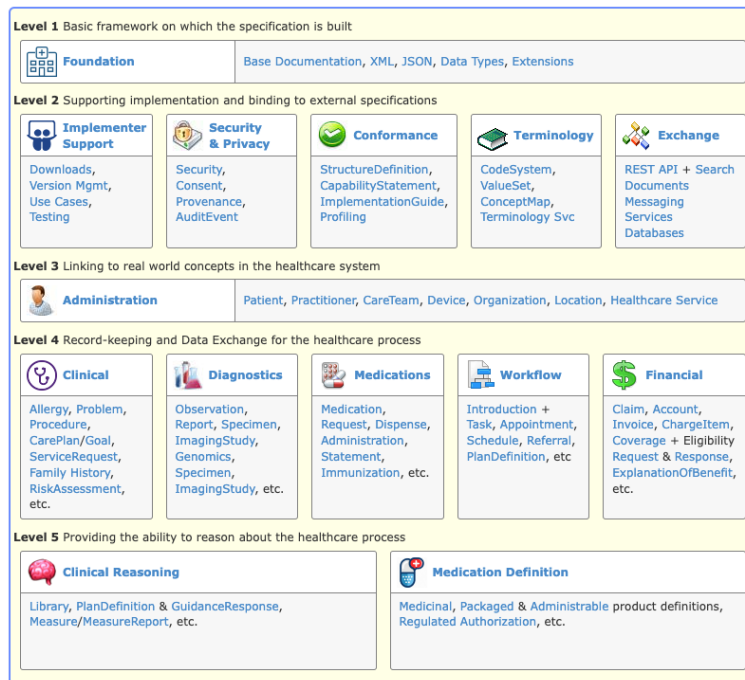 Level 1 Basic framework on which the specification is built
Foundation
Base Documentation, XML, JSON, Data Types, Extensions
Level 2 Supporting implementation and binding to external specifications
Implementer
Support
Downloads,
Version Mgmt,
Use Cases,
Testing
Security
& Privacy
Security,
Consent,
Provenance,
AuditEvent
Conformance
StructureDefinition,
CapabilityStatement,
ImplementationGuide,
Profiling
Terminology
CodeSystem,
ValueSet,
ConceptMap,
Terminology Svc
Exchange
REST API + Search
Documents
Messaging
Services
Databases
Level 3 Linking to real world concepts in the healthcare system
Administration
Patient, Practitioner, CareTeam, Device, Organization, Location, Healthcare Service
Level 4 Record-keeping and Data Exchange for the healthcare process
Clinical
Allergy, Problem,
Procedure,
CarePlan/Goal,
ServiceRequest,
Family History,
RiskAssessment,
etc.
Diagnostics
Observation,
Report, Specimen,
ImagingStudy,
Genomics,
Specimen,
ImagingStudy, etc.
Medications
Medication,
Request, Dispense,
Administration,
Statement,
Immunization, etc.
Workflow
Introduction +
Task, Appointment,
Schedule, Referral,
PlanDefinition, etc
Financial
Claim, Account,
Invoice, ChargeItem,
Coverage + Eligibility
Request & Response,
ExplanationOfBenefit,
etc.
Level 5 Providing the ability to reason about the healthcare process
Clinical Reasoning
Library, PlanDefinition & GuidanceResponse,
Measure/MeasureReport, etc.
Medication Definition
Medicinal, Packaged & Administrable product definitions,
Regulated Authorization, etc.